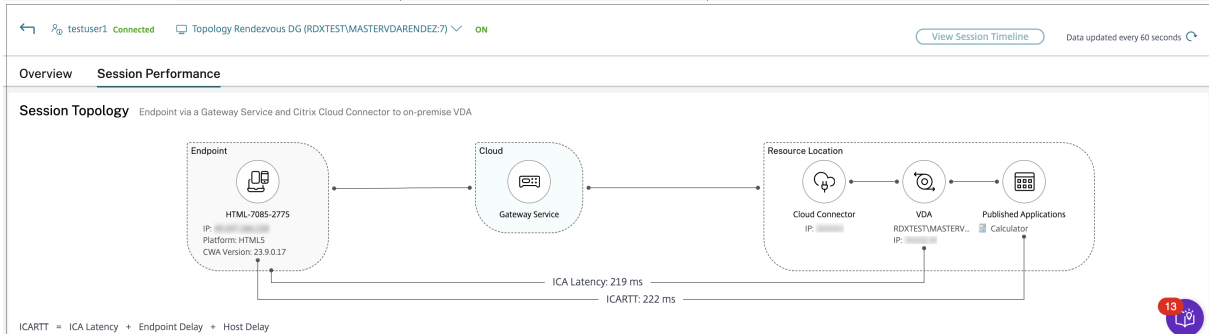 testuser1 Connected Topology Rendezvous DG (RDXTEST\MASTERVDARENDEZ:7) ON
View Session Timeline Data updated every 60 seconds
Overview Session Performance
Session Topology Endpoint via a Gateway Service and Citrix Cloud Connector to on-premise VDA
Endpoint
HTML-7085-2775
IP:
Platform: HTML5
CWA Version: 23.9.0.17
Cloud
Gateway Service
Resource Location
Cloud Connector
IP:
VDA
RDXTEST\MASTERV...
IP:
Published Applications
Calculator
ICA Latency: 219 ms
ICARTT: 222 ms
13
ICARTT = ICA Latency + Endpoint Delay + Host Delay